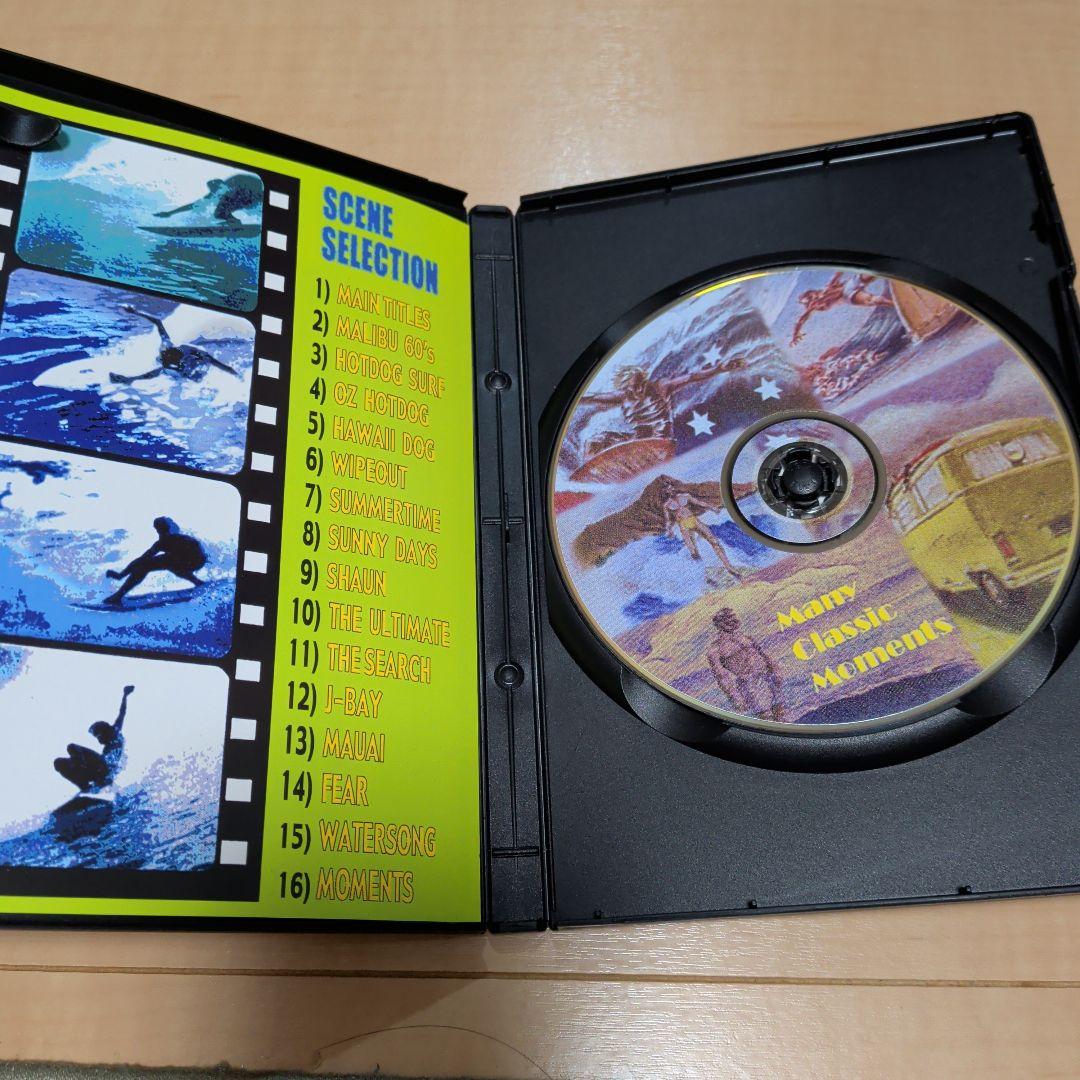 SCENE
SELECTION
1) MAIN TITLES
2) MALIBU 60's
3) HOTDOG SURF
4) OZ HOTDOG
5) HAWAII DOG
6) WIPEOUT
7) SUMMERTIME
8) SUNNY DAYS
9) SHAUN
10) THE ULTIMATE
11) THE SEARCH
12) J-BAY
13) MAUAI
14) FEAR
15) WATERSONG
16) MOMENTS
Many
Classic
Moments